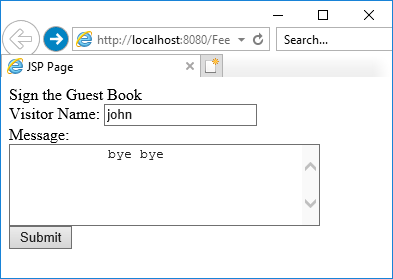 http://localhost:8080/Fee
Search...
JSP Page
Sign the Guest Book
Visitor Name: john
Message:
bye bye
Submit